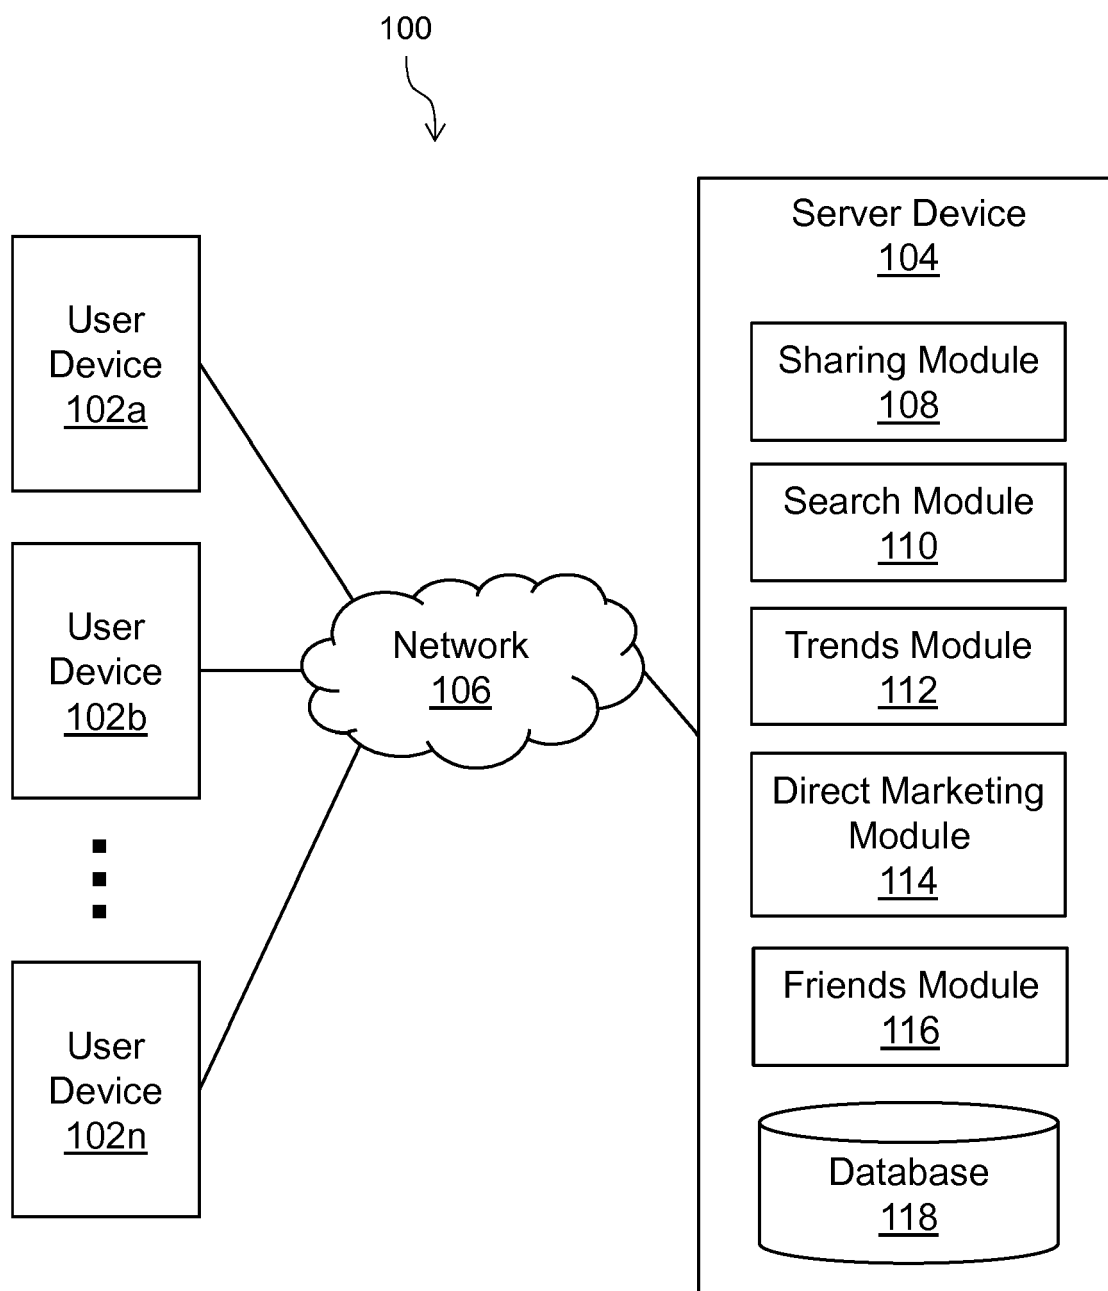 100
User
Device
102a
User
Device
102b
User
Device
102n
Network
106
Server Device
104
Sharing Module
108
Search Module
110
Trends Module
112
Direct Marketing
Module
114
Friends Module
116
Database
118